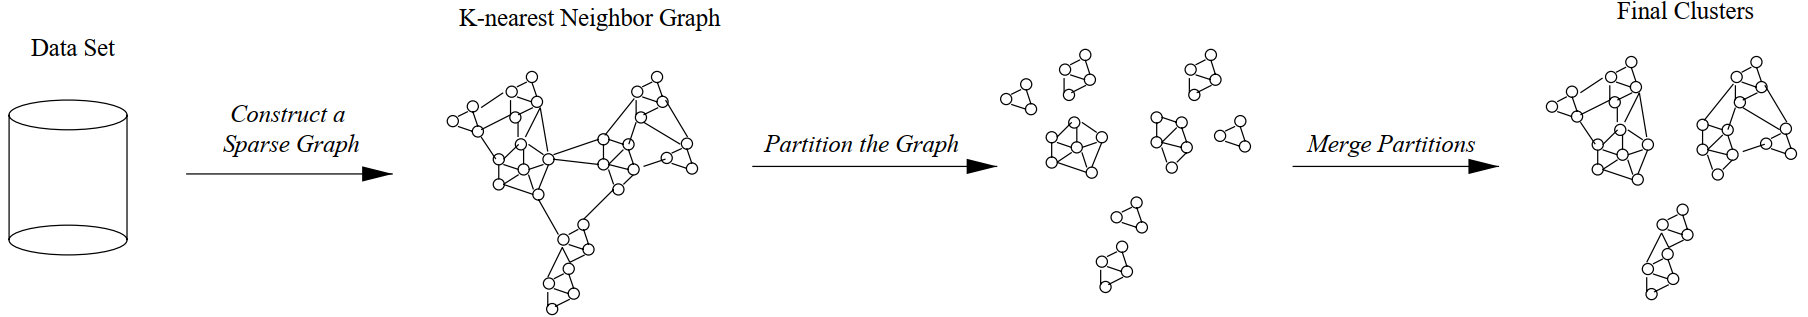 Data Set
Construct a
Sparse Graph
K-nearest Neighbor Graph
Partition the Graph
Merge Partitions
Final Clusters